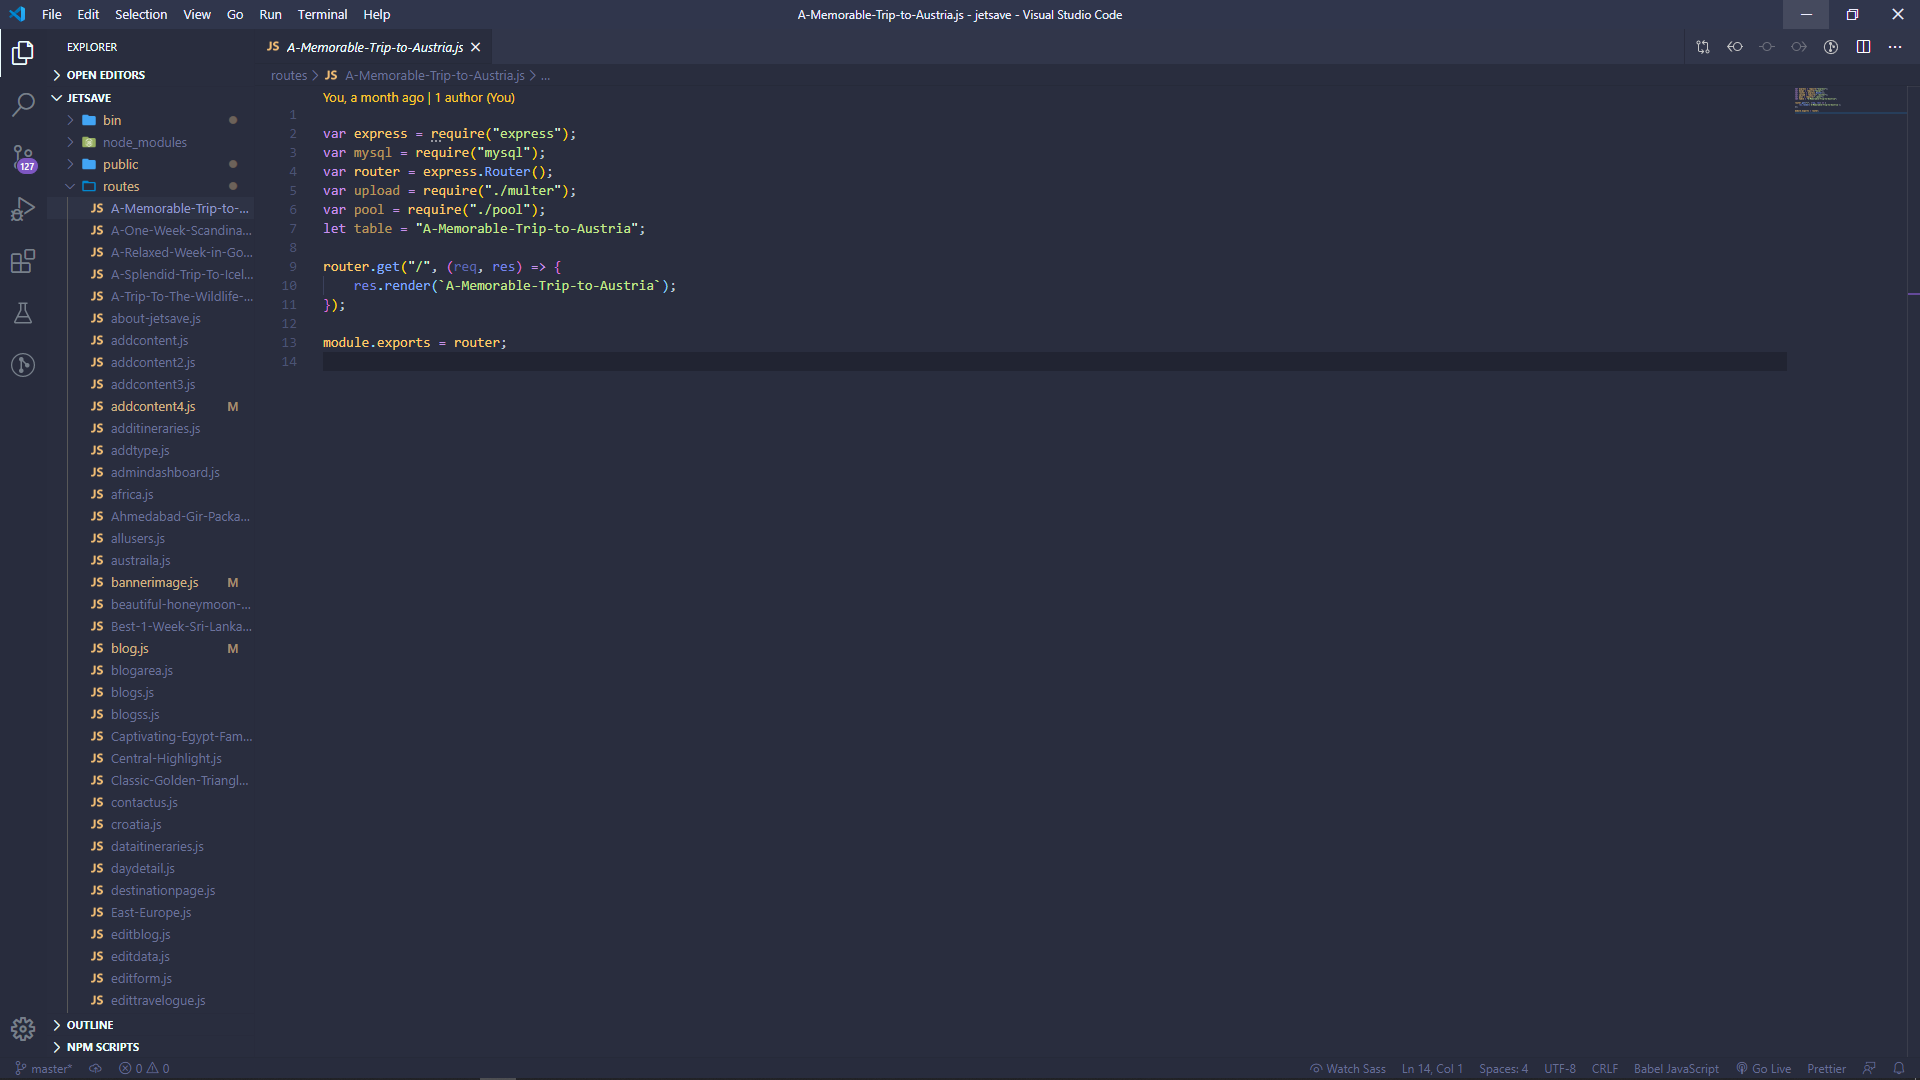 File Edit Selection View Go Run Terminal Help
A-Memorable-Trip-to-Austria.js - jetsave - Visual Studio Code
EXPLORER
JS A-Memorable-Trip-to-Austria.js
OPEN EDITORS
routes > JS A-Memorable-Trip-to-Austria.js > ...
JETSAVE
bin
node_modules
public
127
routes
JS A-Memorable-Trip-to-...
JS A-One-Week-Scandina...
JS A-Relaxed-Week-in-Go...
JS A-Splendid-Trip-To-Icel...
JS A-Trip-To-The-Wildlife-...
JS about-jetsave.js
JS addcontent.js
JS addcontent2.js
JS addcontent3.js
JS addcontent4.js M
JS additineraries.js
JS addtype.js
JS admindashboard.js
JS africa.js
JS Ahmedabad-Gir-Packa...
JS allusers.js
JS austraila.js
JS bannerimage.js M
JS beautiful-honeymoon-...
JS Best-1-Week-Sri-Lanka...
JS blog.js M
JS blogarea.js
JS blogs.js
JS blogss.js
JS Captivating-Egypt-Fam...
JS Central-Highlight.js
JS Classic-Golden-Triangl...
JS contactus.js
JS croatia.js
JS dataitineraries.js
JS daydetail.js
JS destinationpage.js
JS East-Europe.js
JS editblog.js
JS editdata.js
JS editform.js
JS edittravelogue.js
OUTLINE
NPM SCRIPTS
You, a month ago | 1 author (You)
1
2 var express = require("express");
3 var mysql = require("mysql");
4 var router = express.Router();
5 var upload = require("./multer");
6 var pool = require("./pool");
7 let table = "A-Memorable-Trip-to-Austria";
8
9 router.get("/", (req, res) => {
10 res.render(`A-Memorable-Trip-to-Austria`);
11 });
12
13 module.exports = router;
14
master* 0 0
Watch Sass Ln 14, Col 1 Spaces: 4 UTF-8 CRLF Babel JavaScript Go Live Prettier